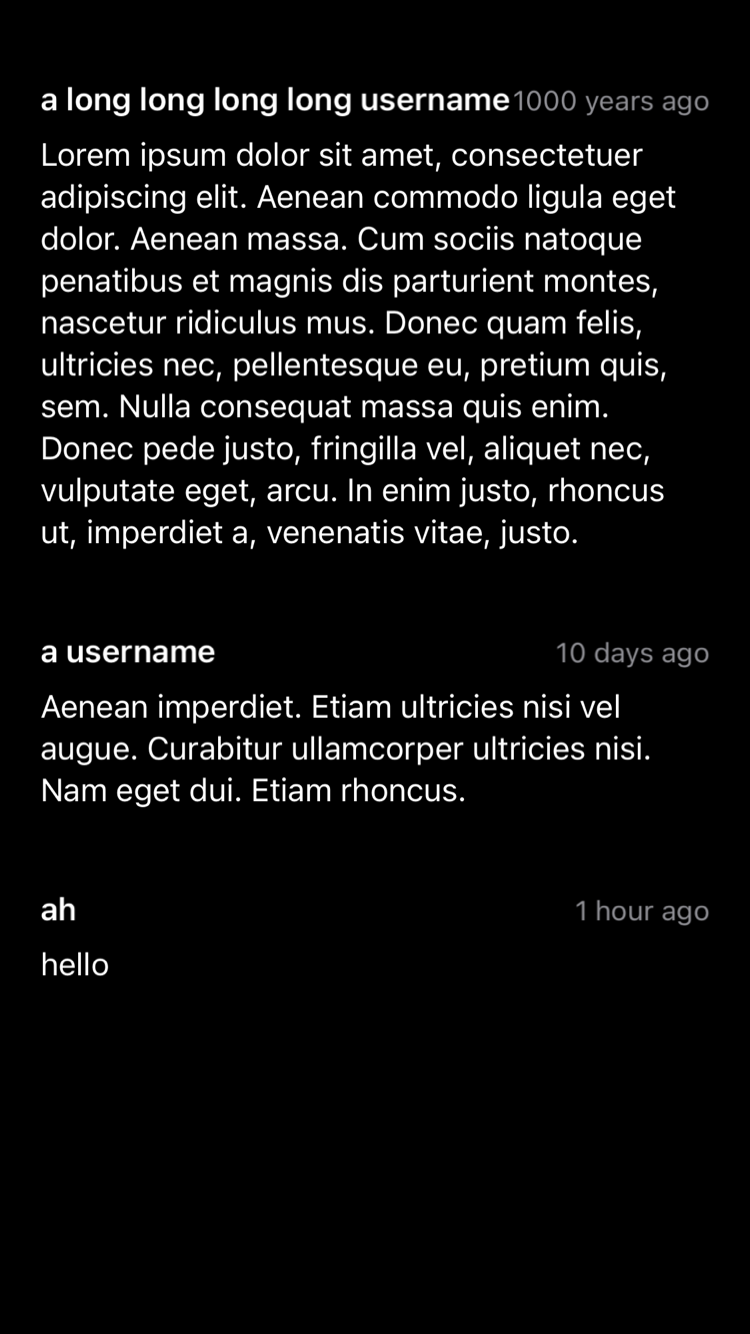 a long long long long username 1000 years ago
Lorem ipsum dolor sit amet, consectetuer
adipiscing elit. Aenean commodo ligula eget
dolor. Aenean massa. Cum sociis natoque
penatibus et magnis dis parturient montes,
nascetur ridiculus mus. Donec quam felis,
ultricies nec, pellentesque eu, pretium quis,
sem. Nulla consequat massa quis enim.
Donec pede justo, fringilla vel, aliquet nec,
vulputate eget, arcu. In enim justo, rhoncus
ut, imperdiet a, venenatis vitae, justo.
a username 10 days ago
Aenean imperdiet. Etiam ultricies nisi vel
augue. Curabitur ullamcorper ultricies nisi.
Nam eget dui. Etiam rhoncus.
ah 1 hour ago
hello